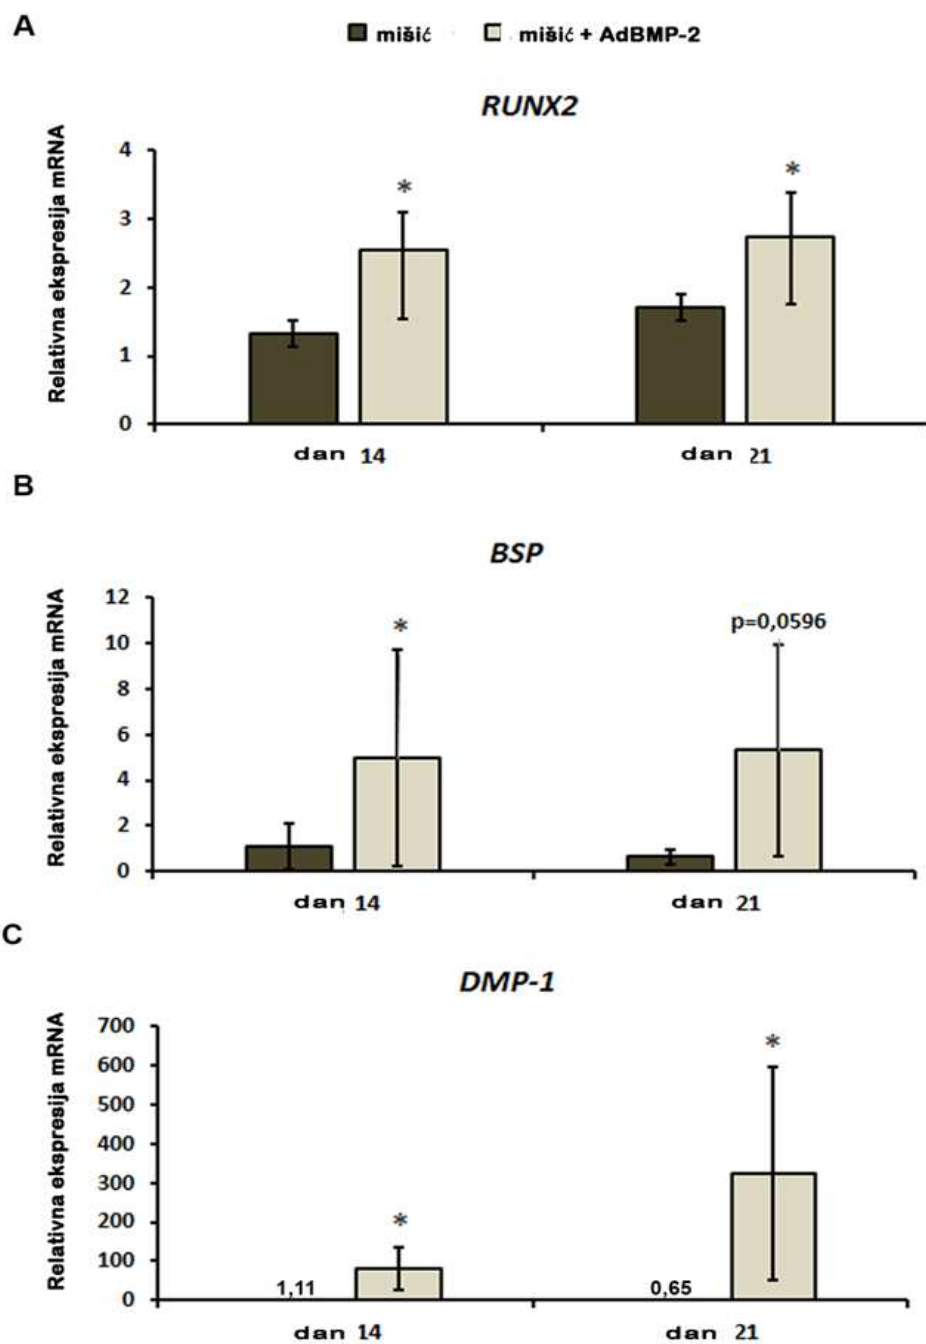 A
mišić mišić + AdBMP-2
RUNX2
Relativna ekspresija mRNA
4
3
2
1
0
*
*
dan 14 dan 21
B
BSP
Relativna ekspresija mRNA
12
10
8
6
4
2
0
*
p=0,0596
dan 14 dan 21
C
DMP-1
Relativna ekspresija mRNA
700
600
500
400
300
200
100
0
*
*
1,11 0,65
dan 14 dan 21